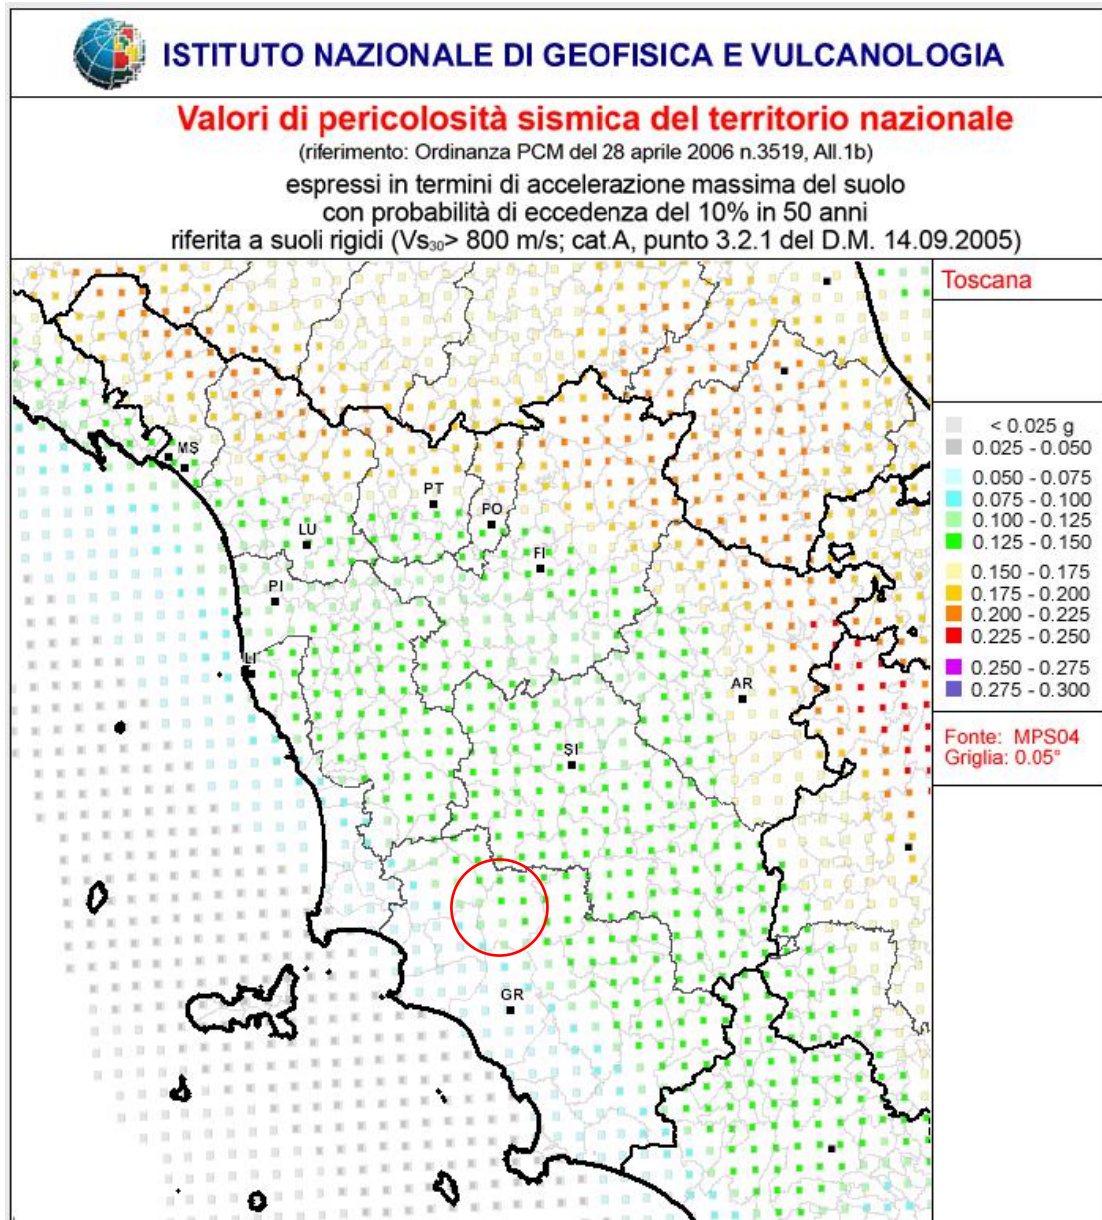 ISTITUTO NAZIONALE DI GEOFISICA E VULCANOLOGIA
Valori di pericolosità sismica del territorio nazionale
(riferimento: Ordinanza PCM del 28 aprile 2006 n.3519, All.1b)
espressi in termini di accelerazione massima del suolo
con probabilità di eccedenza del 10% in 50 anni
riferita a suoli rigidi (Vs30> 800 m/s; cat.A, punto 3.2.1 del D.M. 14.09.2005)
Toscana
< 0.025 g
0.025 - 0.050
0.050 - 0.075
0.075 - 0.100
0.100 - 0.125
0.125 - 0.150
0.150 - 0.175
0.175 - 0.200
0.200 - 0.225
0.225 - 0.250
0.250 - 0.275
0.275 - 0.300
Fonte: MPS04
Griglia: 0.05°
MS
PT
PO
LU
FI
PI
LI
AR
SI
GR